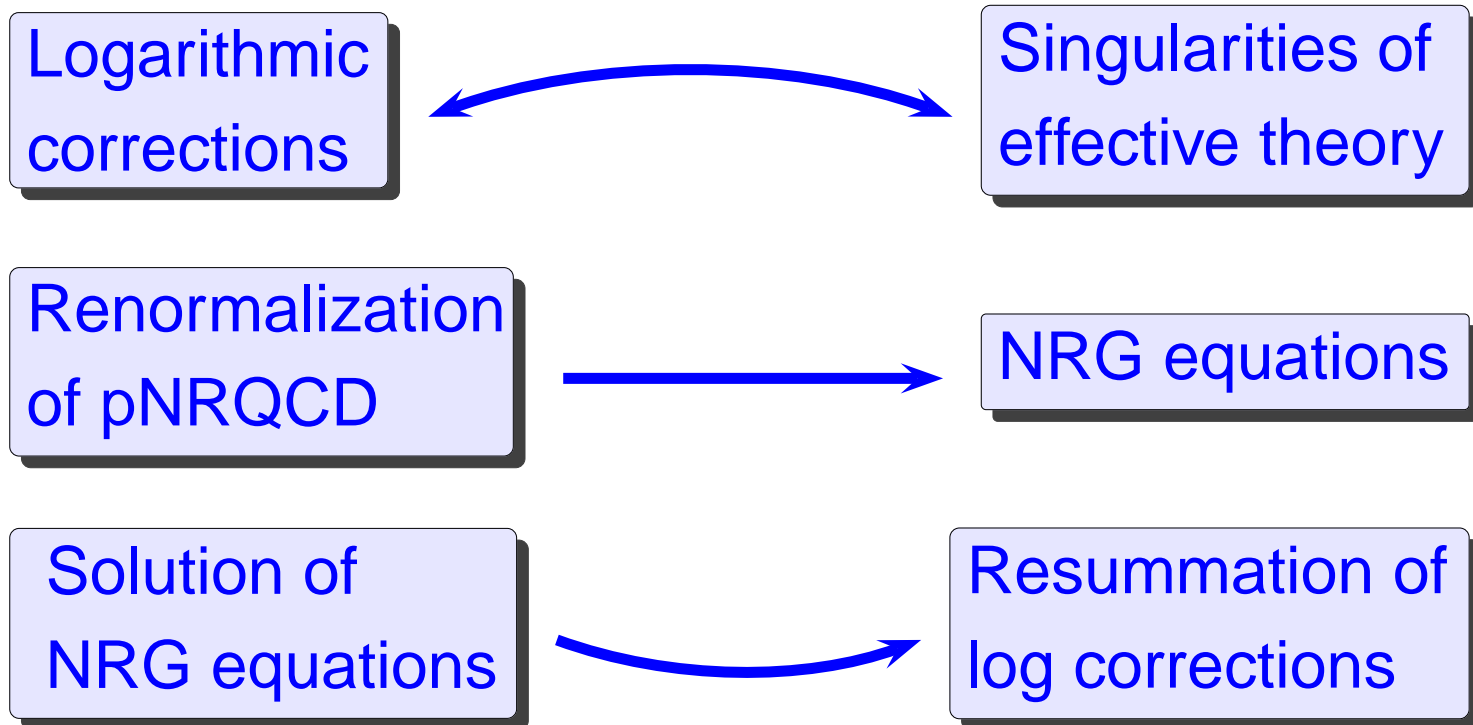 Logarithmic
corrections
Singularities of
effective theory
Renormalization
of pNRQCD
NRG equations
Solution of
NRG equations
Resummation of
log corrections